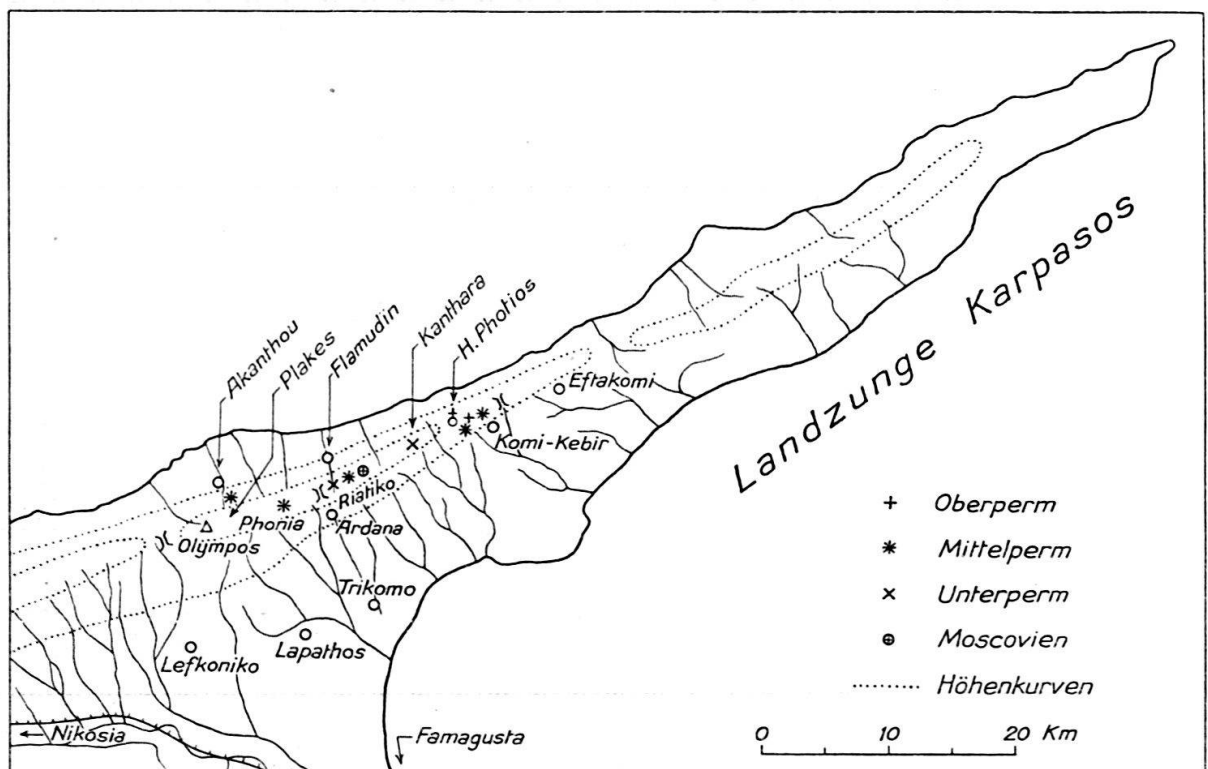 Akanthou
Plakes
Flamudin
Kanthara
H. Photios
Eftakomi
Komi-Kebir
Riatiko
Phonia
Ardana
Olympos
Trikomo
Lapathos
Lefkoniko
Nikosia
Famagusta
Landzunge Karpasos
+ Oberperm
* Mittelperm
× Unterperm
⊕ Moscovien
........ Höhenkurven
0 10 20 Km